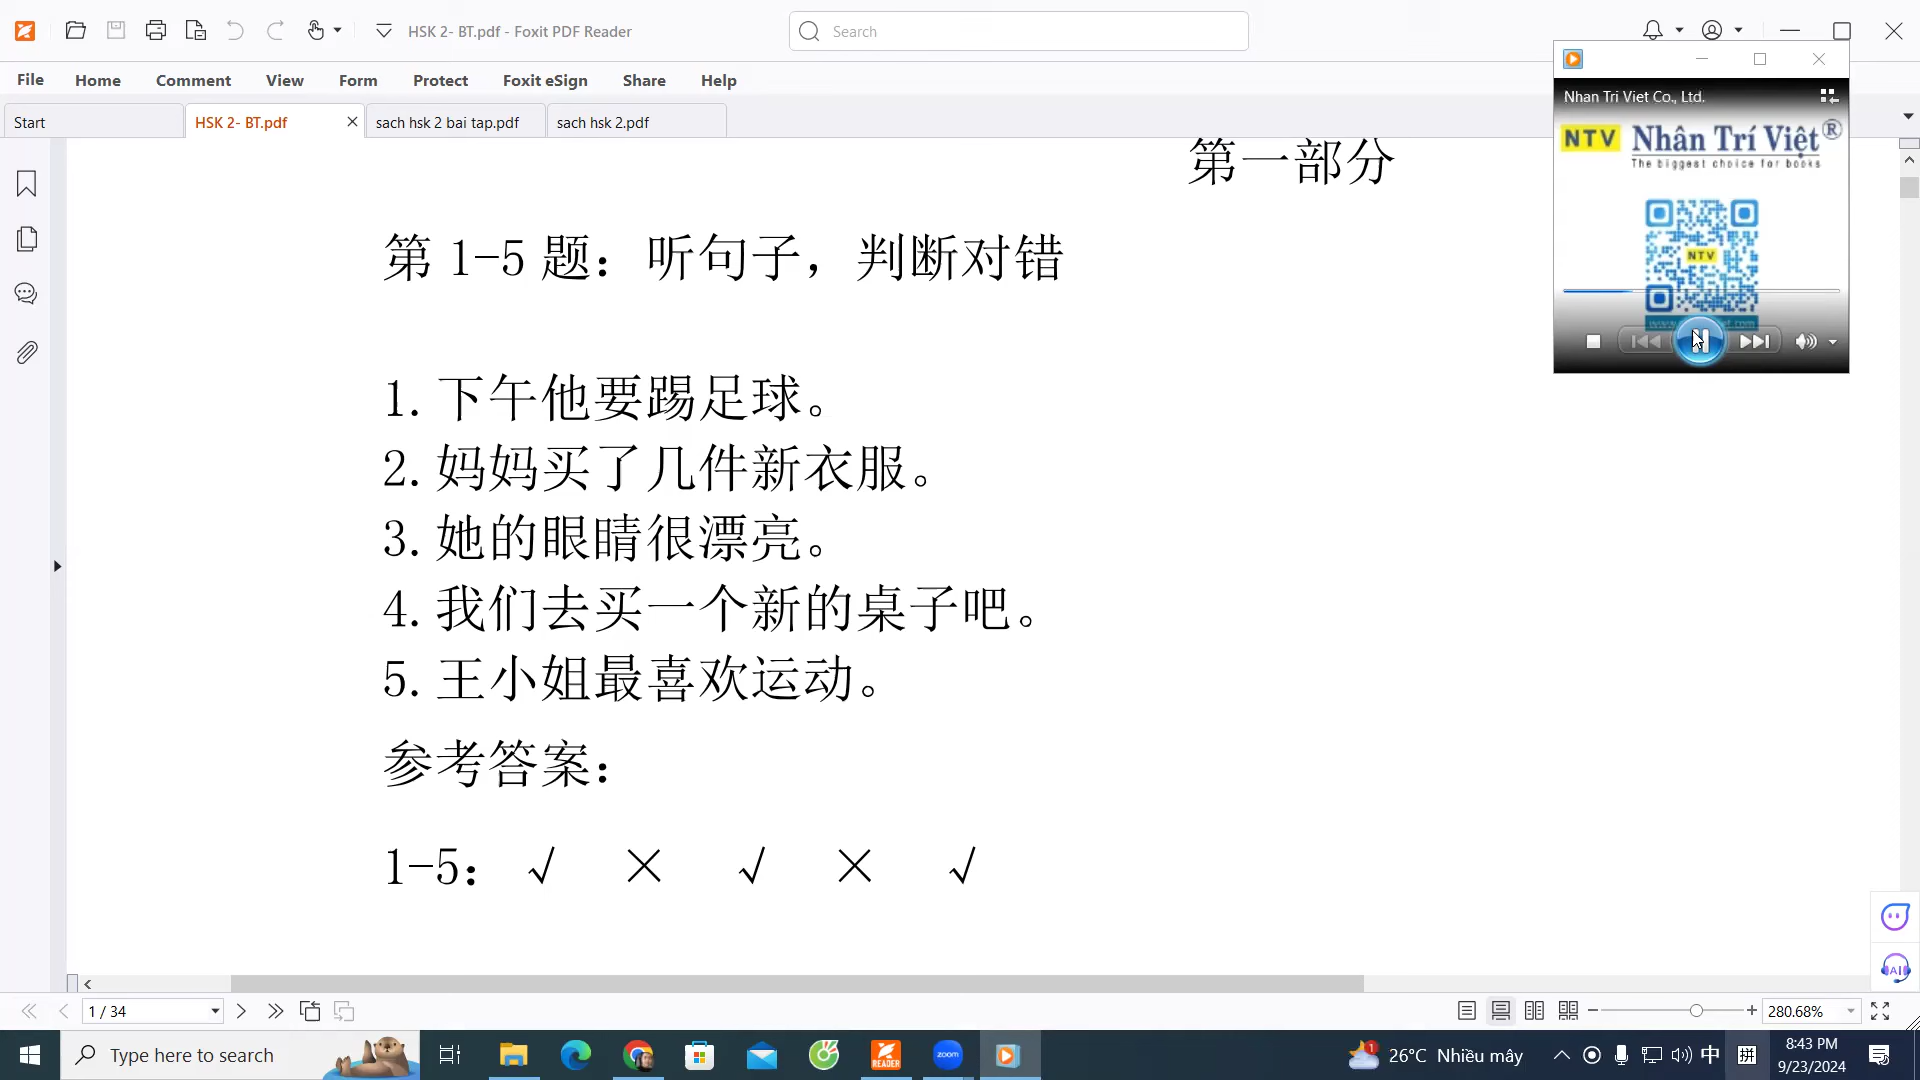 HSK 2- BT.pdf - Foxit PDF Reader
Search
File Home Comment View Form Protect Foxit eSign Share Help
Start
HSK 2- BT.pdf
sach hsk 2 bai tap.pdf
sach hsk 2.pdf
Nhan Tri Viet Co., Ltd.
NTV Nhân Trí Việt®
The biggest choice for books
NTV
第一部分
第 1-5 题：听句子，判断对错
1. 下午他要踢足球。
2. 妈妈买了几件新衣服。
3. 她的眼睛很漂亮。
4. 我们去买一个新的桌子吧。
5. 王小姐最喜欢运动。
参考答案：
1-5： √ × √ × √
AI
1 / 34
280.68%
Type here to search
READER
zoom
1
26°C Nhiều mây
中
拼
8:43 PM
9/23/2024